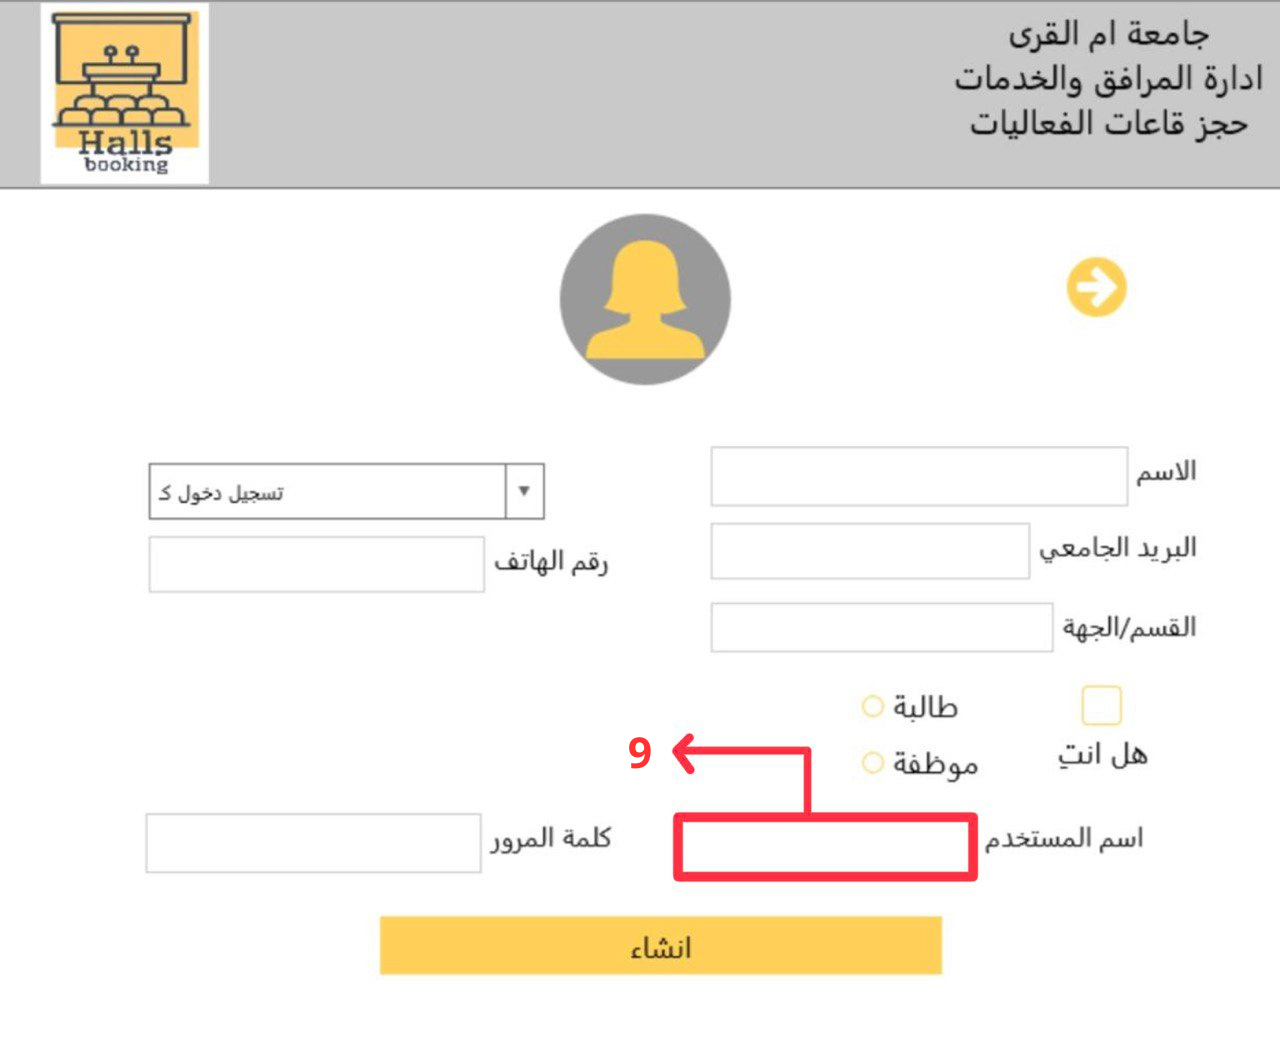 جامعة ام القرى
ادارة المرافق والخدمات
حجز قاعات الفعاليات
Halls
booking
الاسم
تسجيل دخول كـ
البريد الجامعي
رقم الهاتف
القسم/الجهة
هل انتِ
طالبة
موظفة
9
اسم المستخدم
كلمة المرور
انشاء